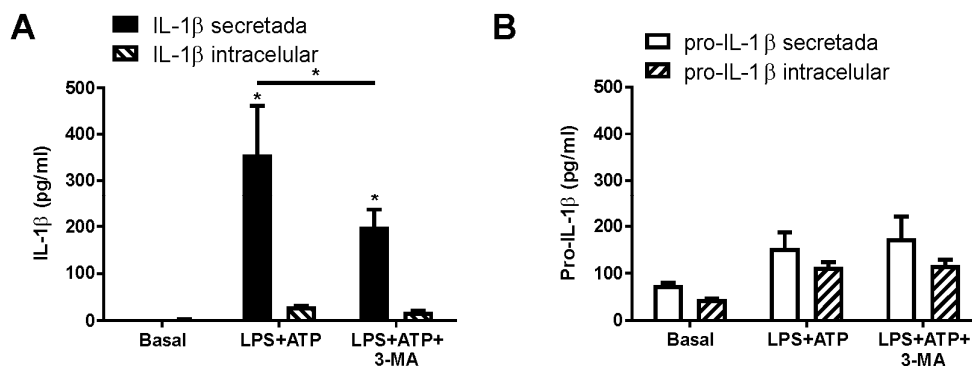 A
IL-1β secretada
IL-1β intracelular
*
*
*
500
400
300
200
100
0
IL-1β (pg/ml)
Basal
LPS+ATP
LPS+ATP+
3-MA
B
pro-IL-1β secretada
pro-IL-1β intracelular
500
400
300
200
100
0
Pro-IL-1β (pg/ml)
Basal
LPS+ATP
LPS+ATP+
3-MA